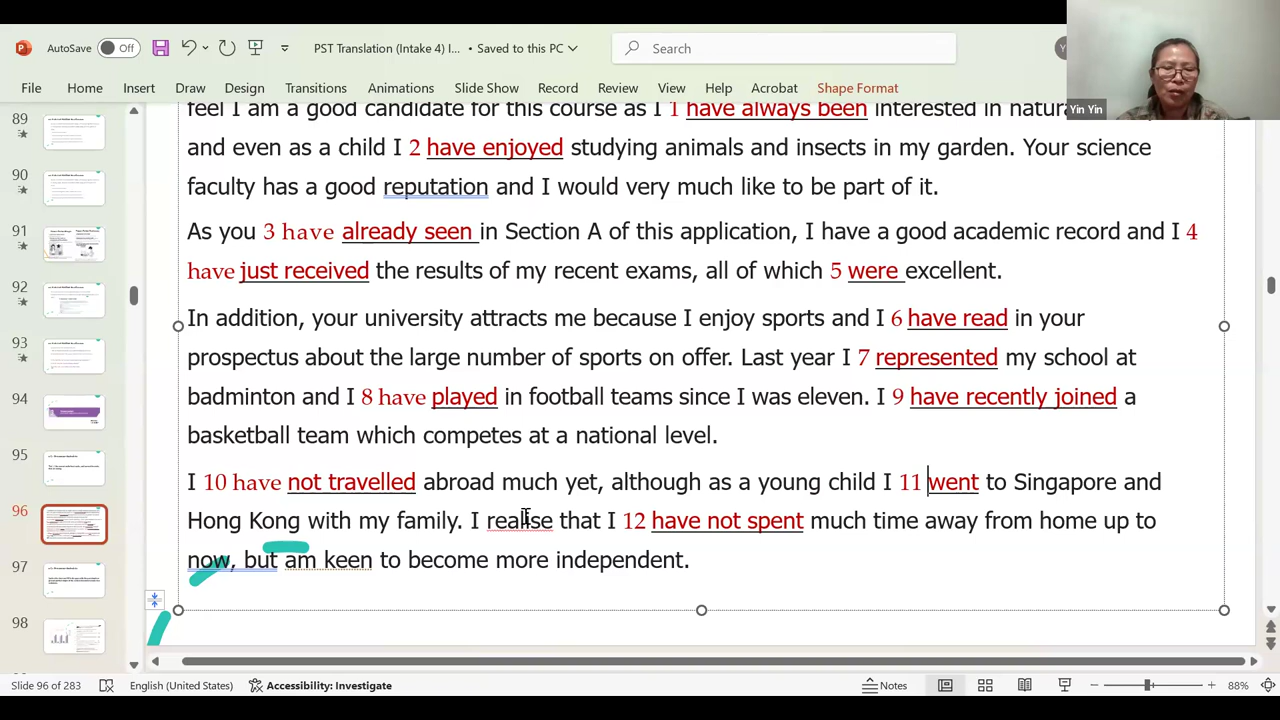 AutoSave Off PST Translation (Intake 4) I... • Saved to this PC Search
Yin Yin
File Home Insert Draw Design Transitions Animations Slide Show Record Review View Help Acrobat Shape Format
89
90
91
92
93
94
95
96
97
98
feel I am a good candidate for this course as I 1 have always been interested in natur
and even as a child I 2 have enjoyed studying animals and insects in my garden. Your science
faculty has a good reputation and I would very much like to be part of it.
As you 3 have already seen in Section A of this application, I have a good academic record and I 4
have just received the results of my recent exams, all of which 5 were excellent.
In addition, your university attracts me because I enjoy sports and I 6 have read in your
prospectus about the large number of sports on offer. Last year I 7 represented my school at
badminton and I 8 have played in football teams since I was eleven. I 9 have recently joined a
basketball team which competes at a national level.
I 10 have not travelled abroad much yet, although as a young child I 11 went to Singapore and
Hong Kong with my family. I realise that I 12 have not spent much time away from home up to
now, but am keen to become more independent.
Slide 96 of 283 English (United States) Accessibility: Investigate Notes 88%